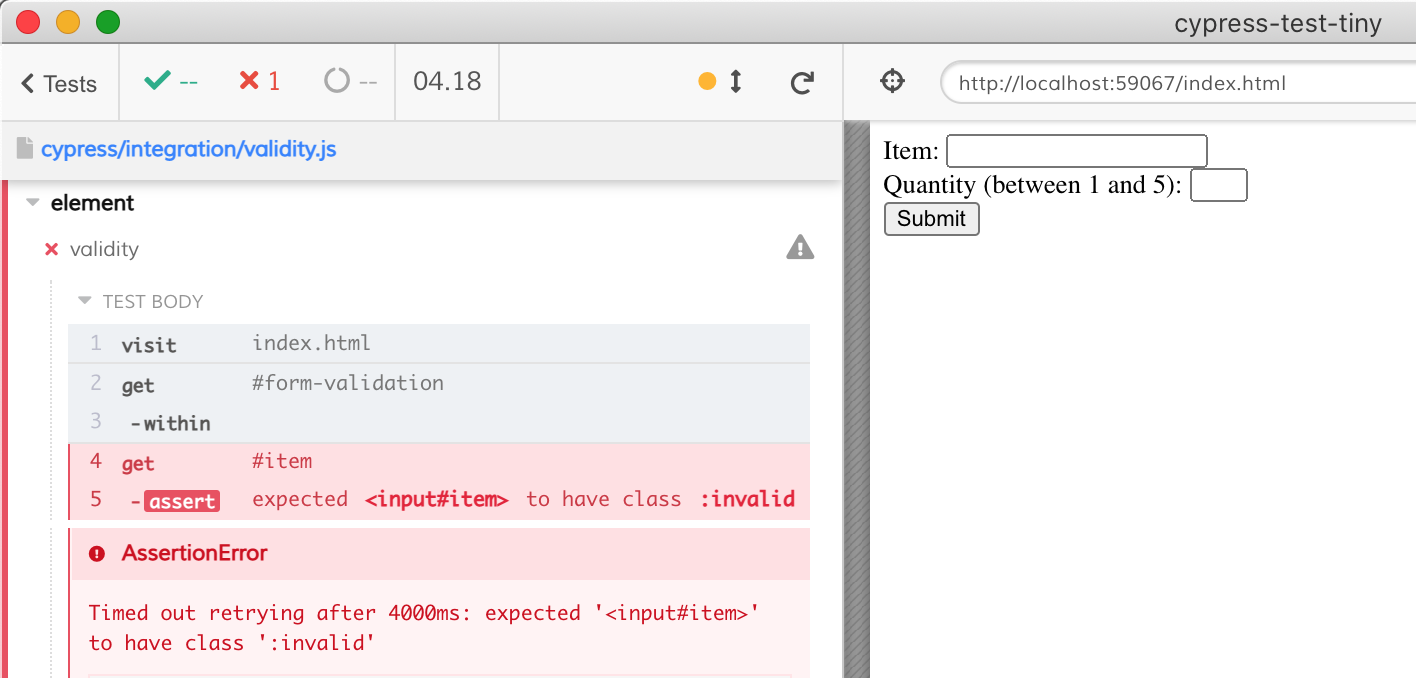 cypress-test-tiny
Tests -- 1 -- 04.18
http://localhost:59067/index.html
cypress/integration/validity.js
element
validity
TEST BODY
1 visit index.html
2 get #form-validation
3 -within
4 get #item
5 -assert expected <input#item> to have class :invalid
AssertionError
Timed out retrying after 4000ms: expected '<input#item>'
to have class ':invalid'
Item:
Quantity (between 1 and 5):
Submit